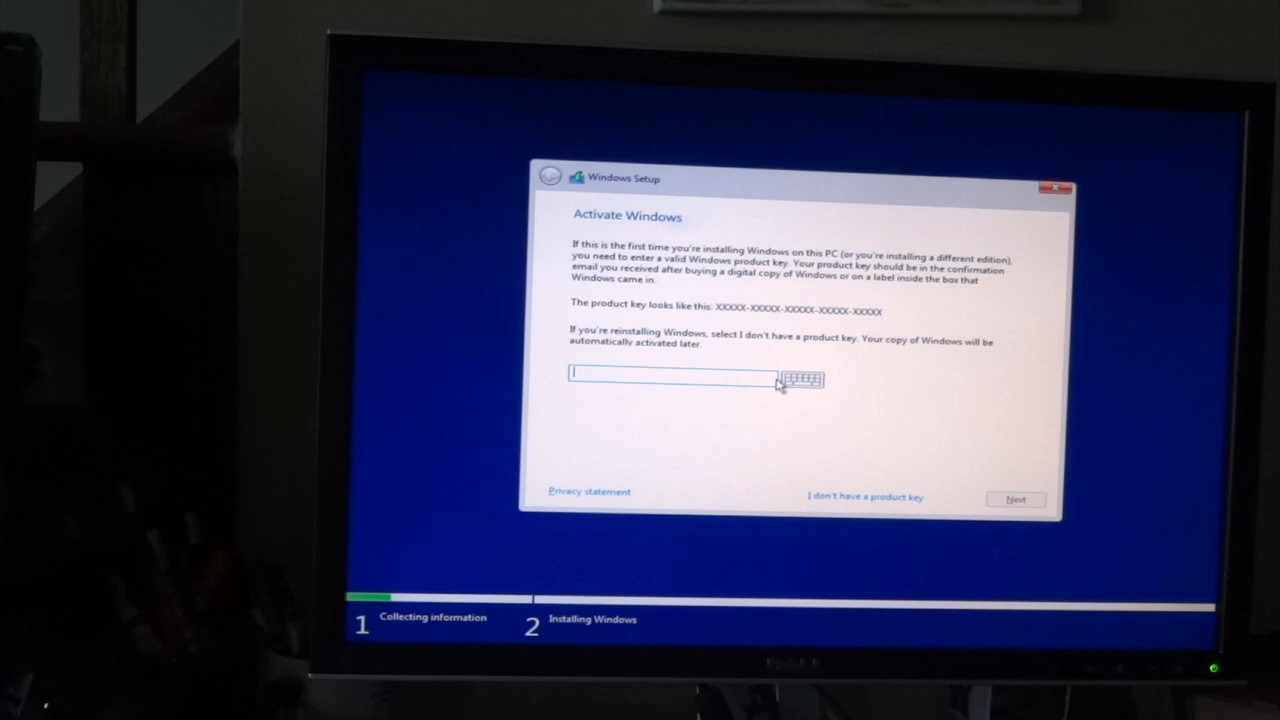 Windows Setup
Activate Windows
If this is the first time you're installing Windows on this PC (or you're installing a different edition),
you need to enter a valid Windows product key. Your product key should be in the confirmation
email you received after buying a digital copy of Windows or on a label inside the box that
Windows came in.
The product key looks like this: XXXXX-XXXXX-XXXXX-XXXXX-XXXXX
If you're reinstalling Windows, select I don't have a product key. Your copy of Windows will be
automatically activated later.
Privacy statement
I don't have a product key
Next
1 Collecting information
2 Installing Windows